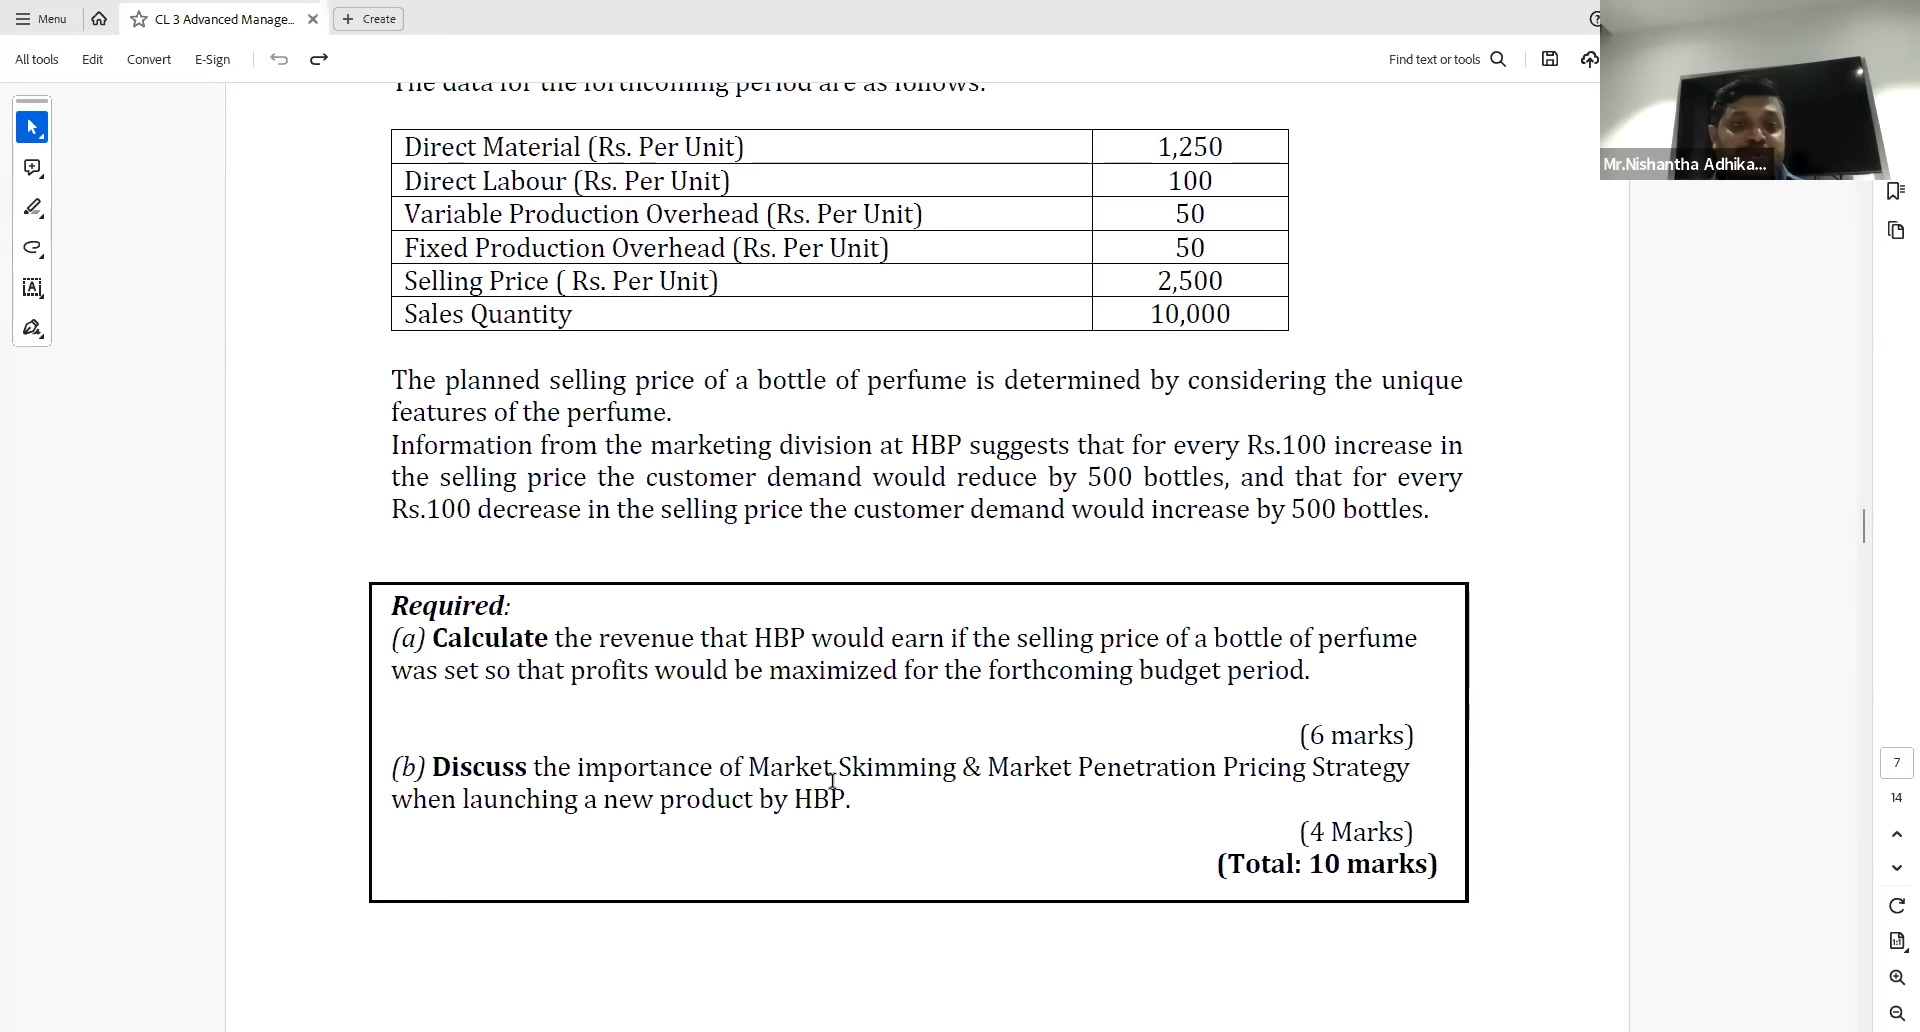 Menu
CL 3 Advanced Manage...
Create
All tools
Edit
Convert
E-Sign
Find text or tools
Mr.Nishantha Adhika...
The data for the forthcoming period are as follows:
Direct Material (Rs. Per Unit) 1,250
Direct Labour (Rs. Per Unit) 100
Variable Production Overhead (Rs. Per Unit) 50
Fixed Production Overhead (Rs. Per Unit) 50
Selling Price ( Rs. Per Unit) 2,500
Sales Quantity 10,000
The planned selling price of a bottle of perfume is determined by considering the unique
features of the perfume.
Information from the marketing division at HBP suggests that for every Rs.100 increase in
the selling price the customer demand would reduce by 500 bottles, and that for every
Rs.100 decrease in the selling price the customer demand would increase by 500 bottles.
Required:
(a) Calculate the revenue that HBP would earn if the selling price of a bottle of perfume
was set so that profits would be maximized for the forthcoming budget period.
(6 marks)
(b) Discuss the importance of Market Skimming & Market Penetration Pricing Strategy
when launching a new product by HBP.
(4 Marks)
(Total: 10 marks)
7
14